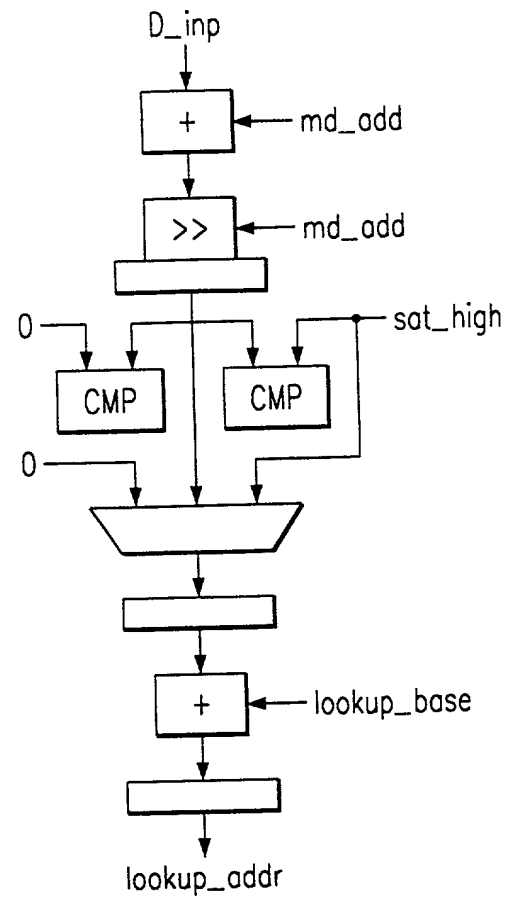 D_inp
+
md_add
>>
md_add
0
sat_high
CMP
CMP
0
+
lookup_base
lookup_addr